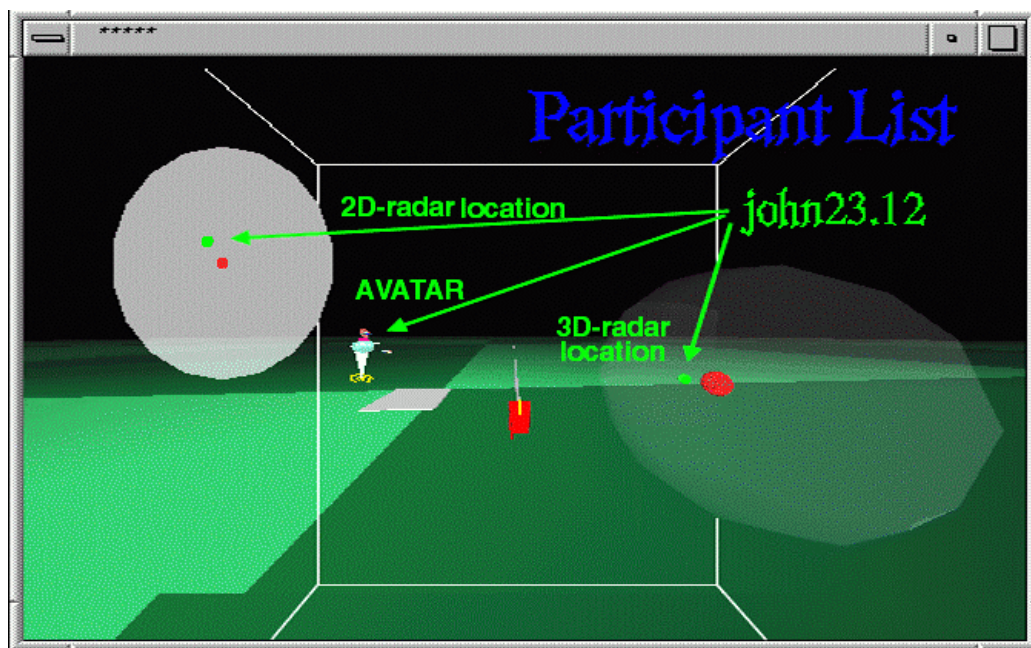 *****
Participant List
john23.12
2D-radar location
AVATAR
3D-radar
location